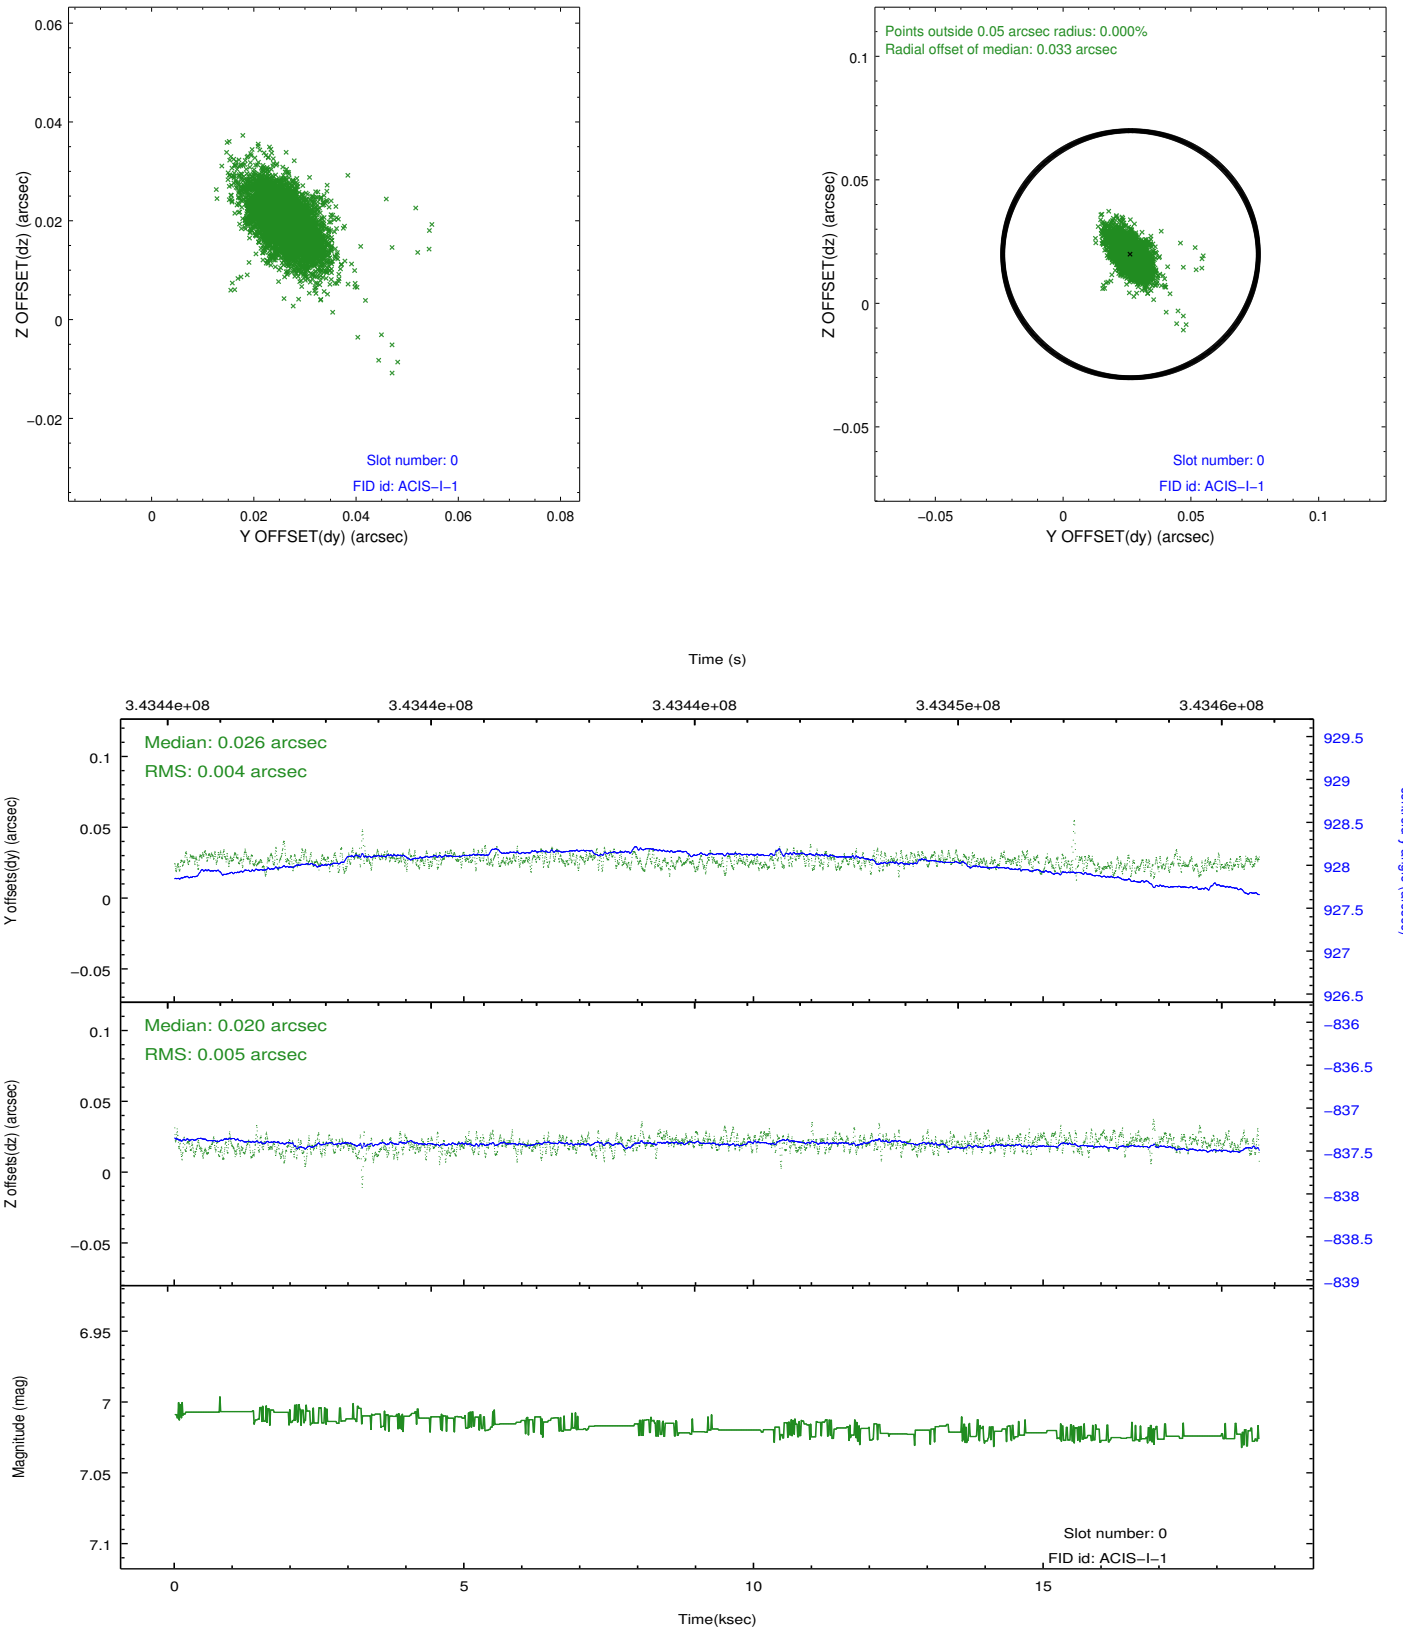 0.06
0.04
0.02
0
−0.02
Z OFFSET(dz) (arcsec)
Slot number: 0
FID id: ACIS−I−1
0 0.02 0.04 0.06 0.08
Y OFFSET(dy) (arcsec)
Points outside 0.05 arcsec radius: 0.000%
Radial offset of median: 0.033 arcsec
0.1
0.05
0
−0.05
Z OFFSET(dz) (arcsec)
Slot number: 0
FID id: ACIS−I−1
−0.05 0 0.05 0.1
Y OFFSET(dy) (arcsec)
Time (s)
3.4344e+08 3.4344e+08 3.4344e+08 3.4345e+08 3.4346e+08
Median: 0.026 arcsec
RMS: 0.004 arcsec
0.1
0.05
0
−0.05
Y offsets(dy) (arcsec)
929.5
929
928.5
928
927.5
927
926.5
Median: 0.020 arcsec
RMS: 0.005 arcsec
0.1
0.05
0
−0.05
Z offsets(dz) (arcsec)
−836
−836.5
−837
−837.5
−838
−838.5
−839
6.95
7
7.05
7.1
Magnitude (mag)
Slot number: 0
FID id: ACIS−I−1
0 5 10 15
Time(ksec)